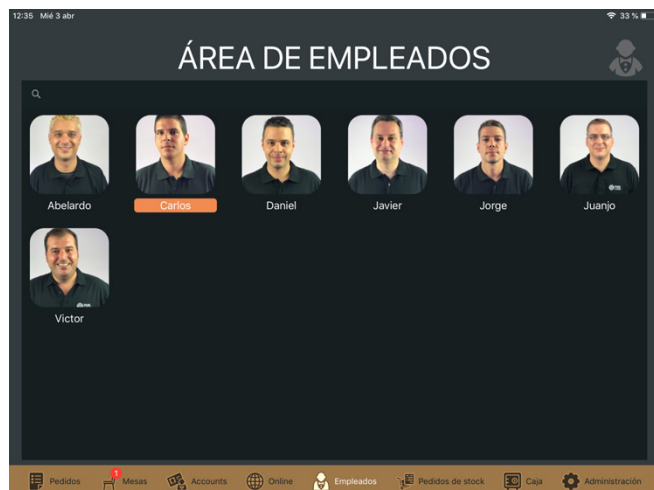 12:35 Mié 3 abr 33 %
ÁREA DE EMPLEADOS
Abelardo Carlos Daniel Javier Jorge Juanjo
Victor
1
Pedidos Mesas Accounts Online Empleados Pedidos de stock Caja Administración